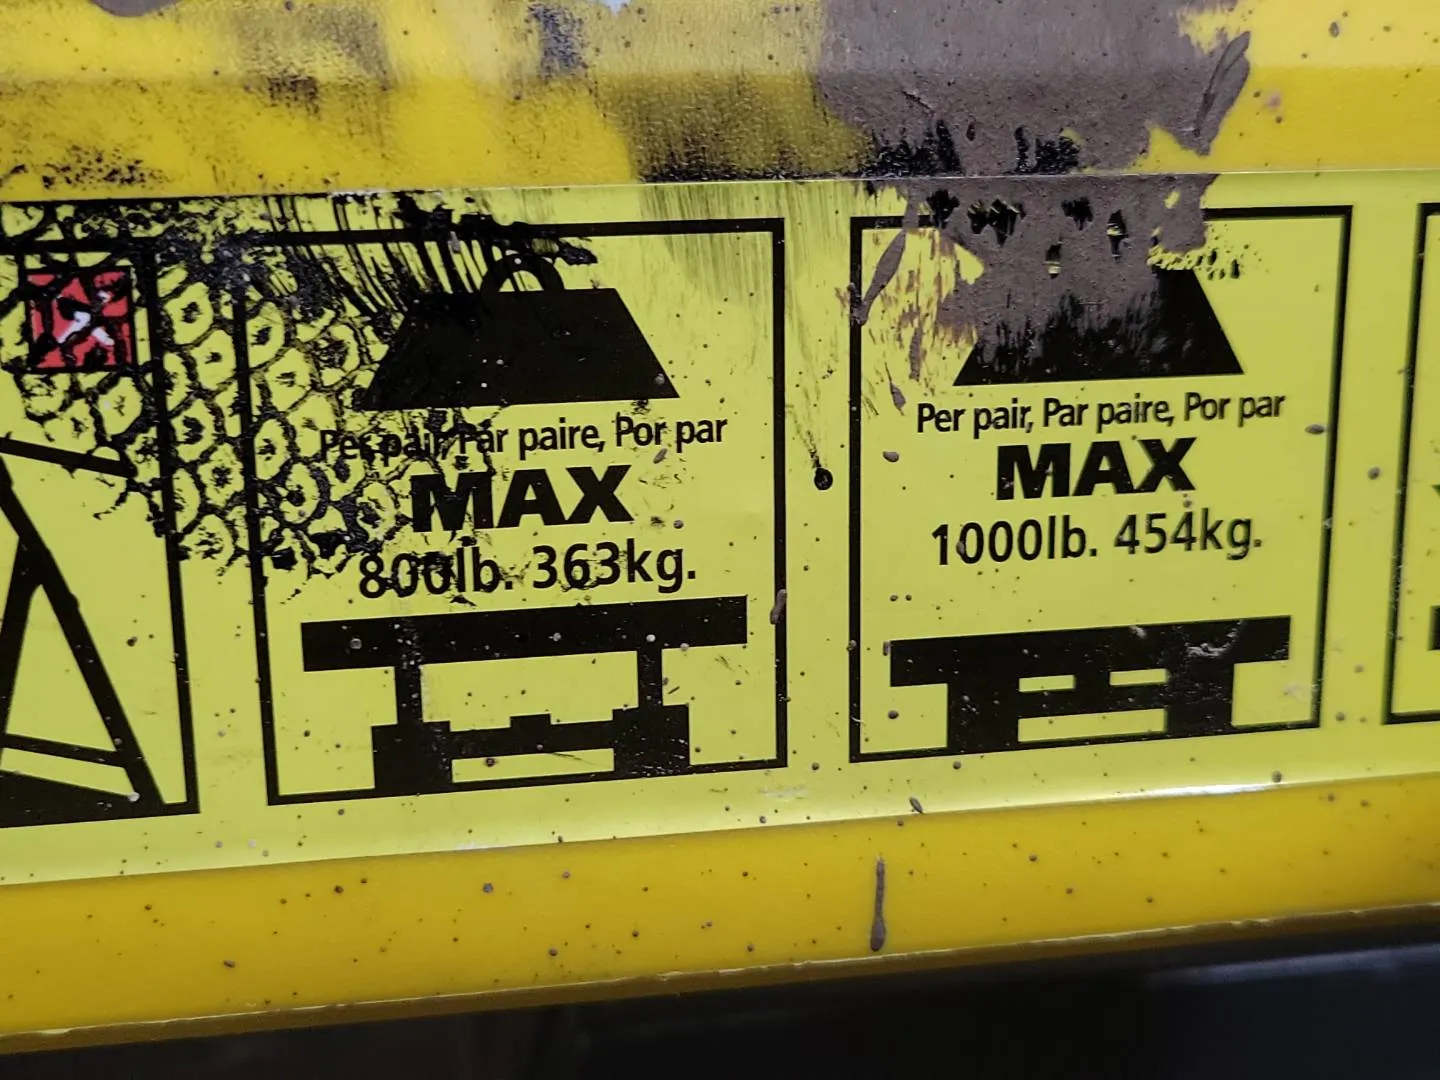 Per pair, Par paire, Por par
MAX
800lb. 363kg.
Per pair, Par paire, Por par
MAX
1000lb. 454kg.